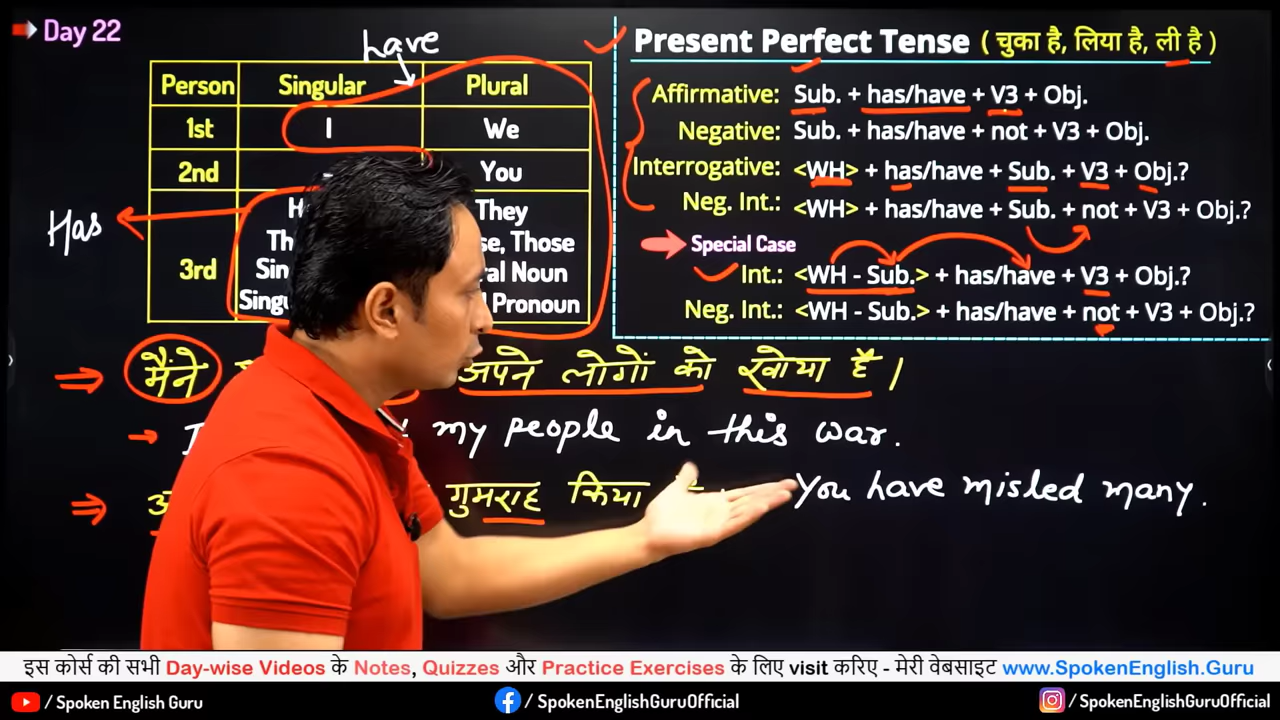 Day 22
have
Person Singular Plural
1st I We
2nd You
3rd They
Those
Noun
Pronoun
Has
Present Perfect Tense ( चुका है, लिया है, ली है )
Affirmative: Sub. + has/have + V3 + Obj.
Negative: Sub. + has/have + not + V3 + Obj.
Interrogative: <WH> + has/have + Sub. + V3 + Obj.?
Neg. Int.: <WH> + has/have + Sub. + not + V3 + Obj.?
Special Case
Int.: <WH - Sub.> + has/have + V3 + Obj.?
Neg. Int.: <WH - Sub.> + has/have + not + V3 + Obj.?
मैंने अपने लोगों को खोया है।
I my people in this war.
गुमराह किया
You have misled many.
इस कोर्स की सभी Day-wise Videos के Notes, Quizzes और Practice Exercises के लिए visit करिए - मेरी वेबसाइट www.SpokenEnglish.Guru
/ Spoken English Guru
/ SpokenEnglishGuruOfficial
/ SpokenEnglishGuruOfficial